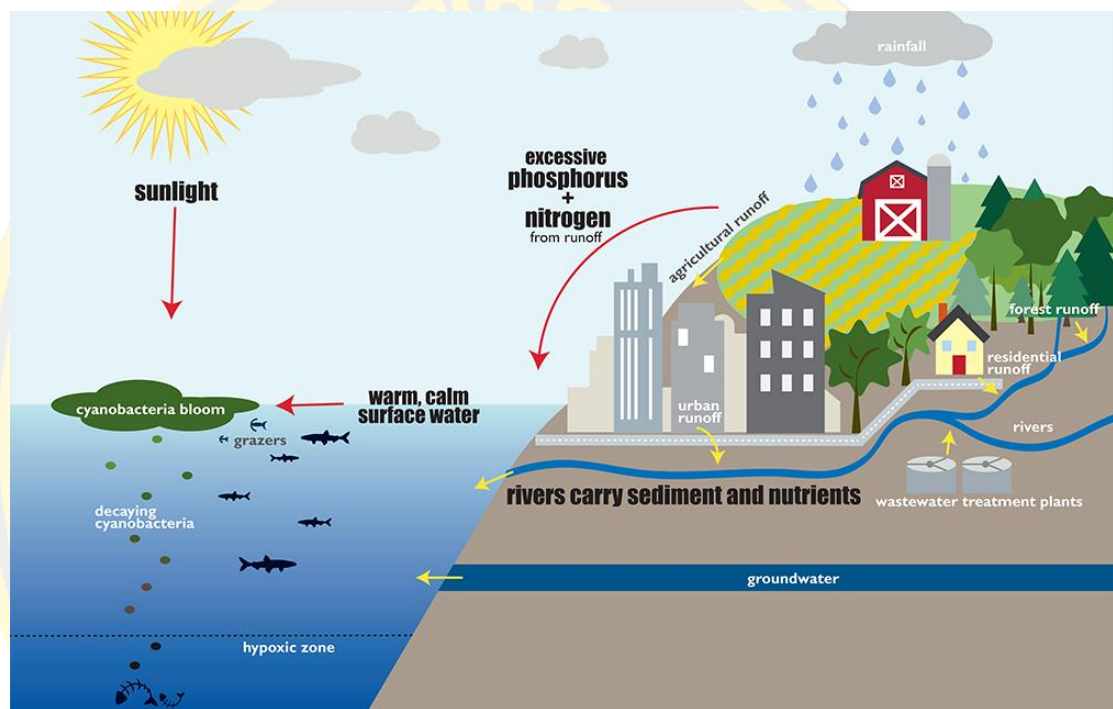 rainfall
sunlight
excessive
phosphorus
+
nitrogen
from runoff
agricultural runoff
forest runoff
residential
runoff
warm, calm
surface water
cyanobacteria bloom
grazers
urban
runoff
rivers
rivers carry sediment and nutrients
wastewater treatment plants
decaying
cyanobacteria
groundwater
hypoxic zone